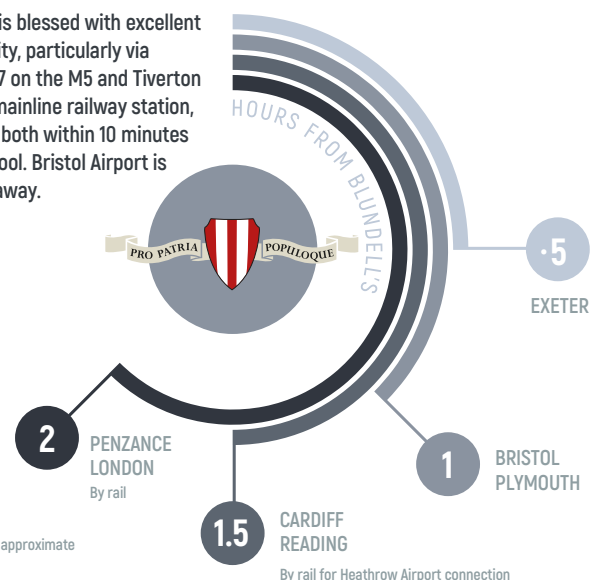 is blessed with excellent
ity, particularly via
7 on the M5 and Tiverton
mainline railway station,
both within 10 minutes
ool. Bristol Airport is
away.
HOURS FROM BLUNDELL'S
PRO PATRIA POPULOQUE
·5
EXETER
1
BRISTOL
PLYMOUTH
1.5
CARDIFF
READING
By rail for Heathrow Airport connection
2
PENZANCE
LONDON
By rail
approximate